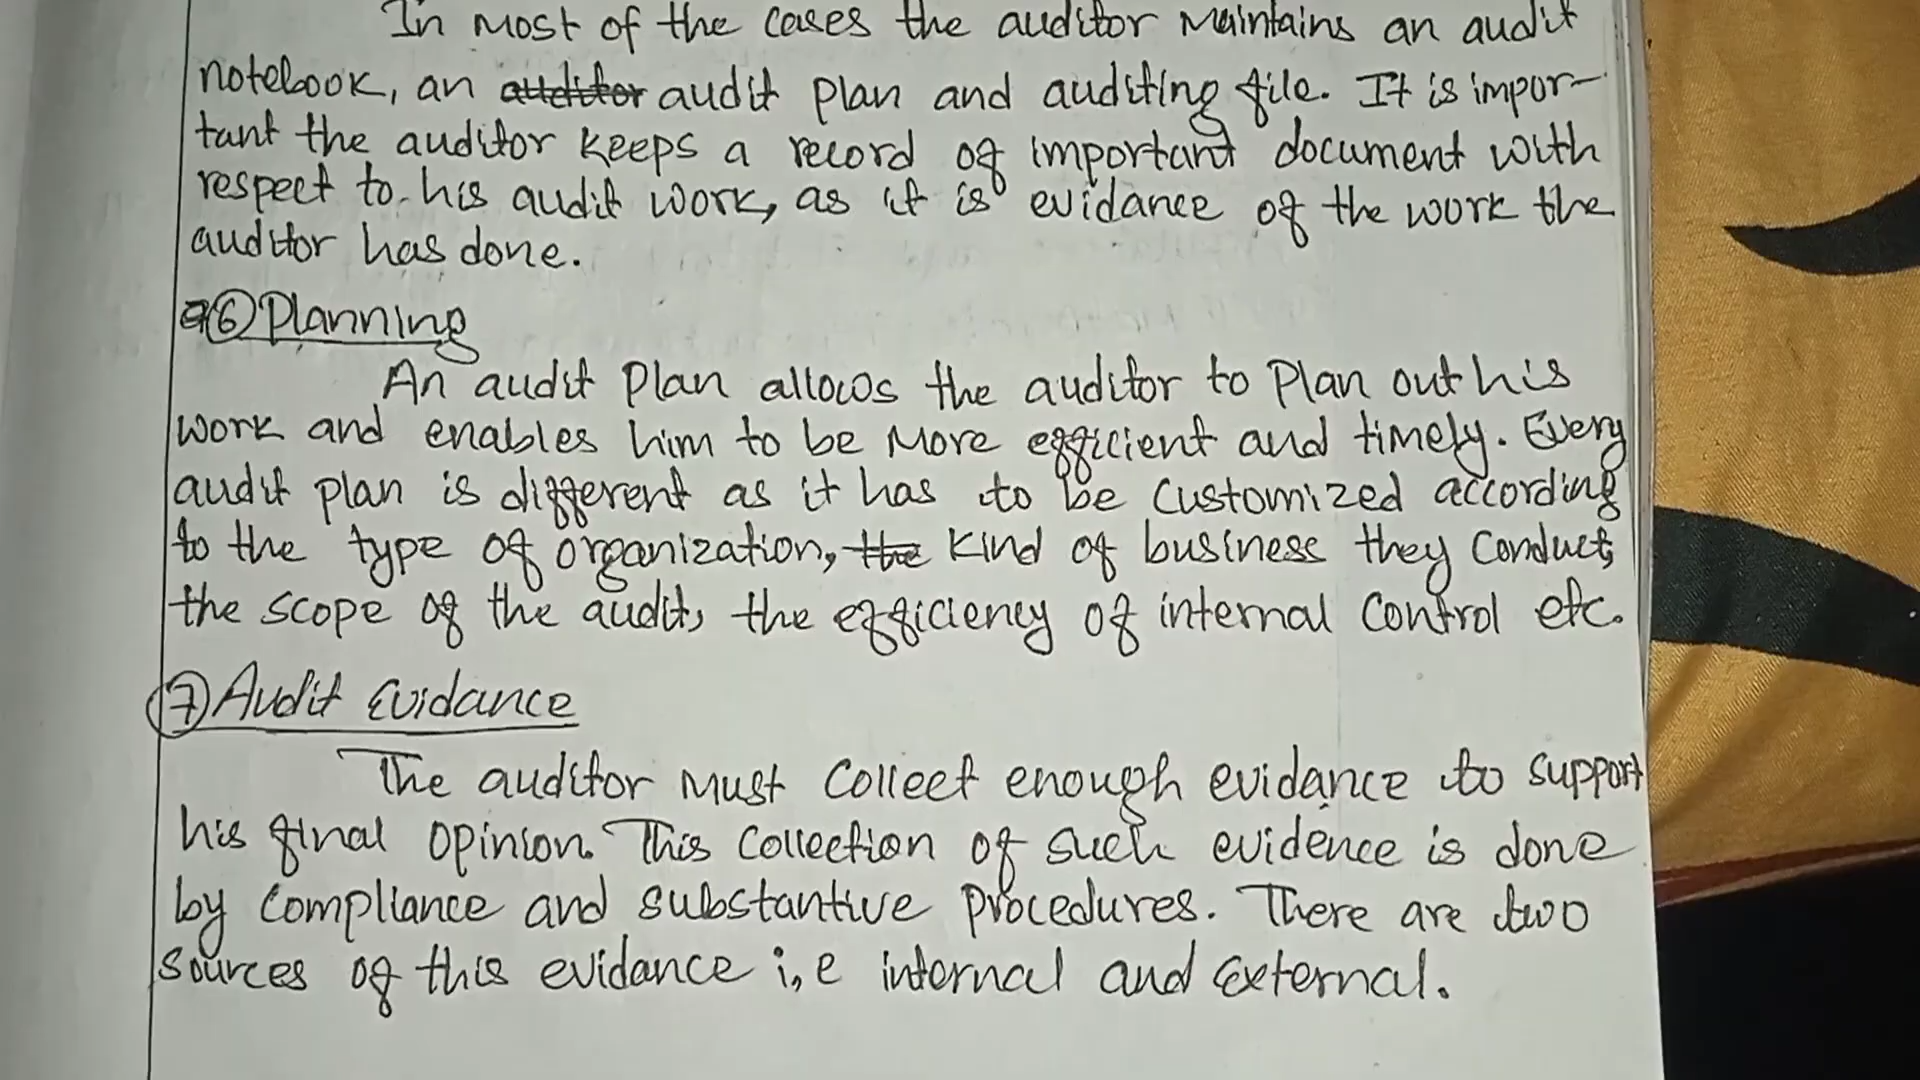 In most of the cases the auditor maintains an audit
notebook, an auditor audit plan and auditing file. It is impor-
tant the auditor keeps a record of important document with
respect to his audit work, as it is evidance of the work the
auditor has done.
⑥ Planning
An audit plan allows the auditor to plan out his
work and enables him to be more efficient and timely. Every
audit plan is different as it has to be customized according
to the type of organization, the kind of business they conduct,
the scope of the audit, the efficiency of internal control etc.
⑦ Audit Evidance
The auditor must collect enough evidance to support
his final opinion. This collection of such evidence is done
by compliance and substantive procedures. There are two
sources of this evidance i,e internal and external.